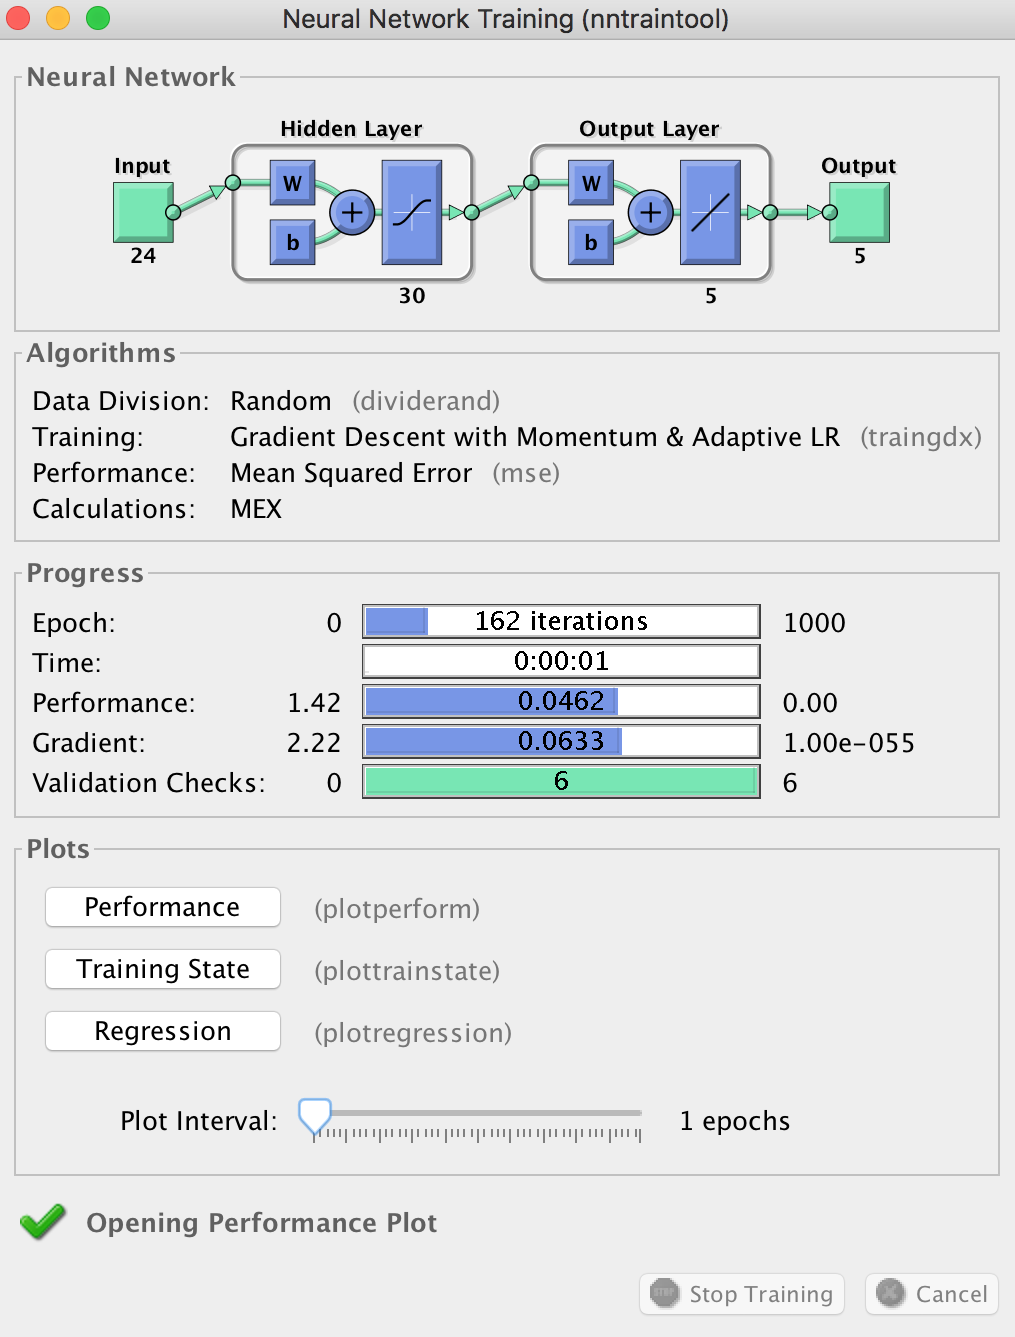 Neural Network Training (nntraintool)
Neural Network
Hidden Layer Output Layer
Input Output
W W
b b
24 5
30 5
Algorithms
Data Division: Random (dividerand)
Training: Gradient Descent with Momentum & Adaptive LR (traingdx)
Performance: Mean Squared Error (mse)
Calculations: MEX
Progress
Epoch: 0 162 iterations 1000
Time: 0:00:01
Performance: 1.42 0.0462 0.00
Gradient: 2.22 0.0633 1.00e-055
Validation Checks: 0 6 6
Plots
Performance (plotperform)
Training State (plottrainstate)
Regression (plotregression)
Plot Interval: 1 epochs
Opening Performance Plot
Stop Training Cancel